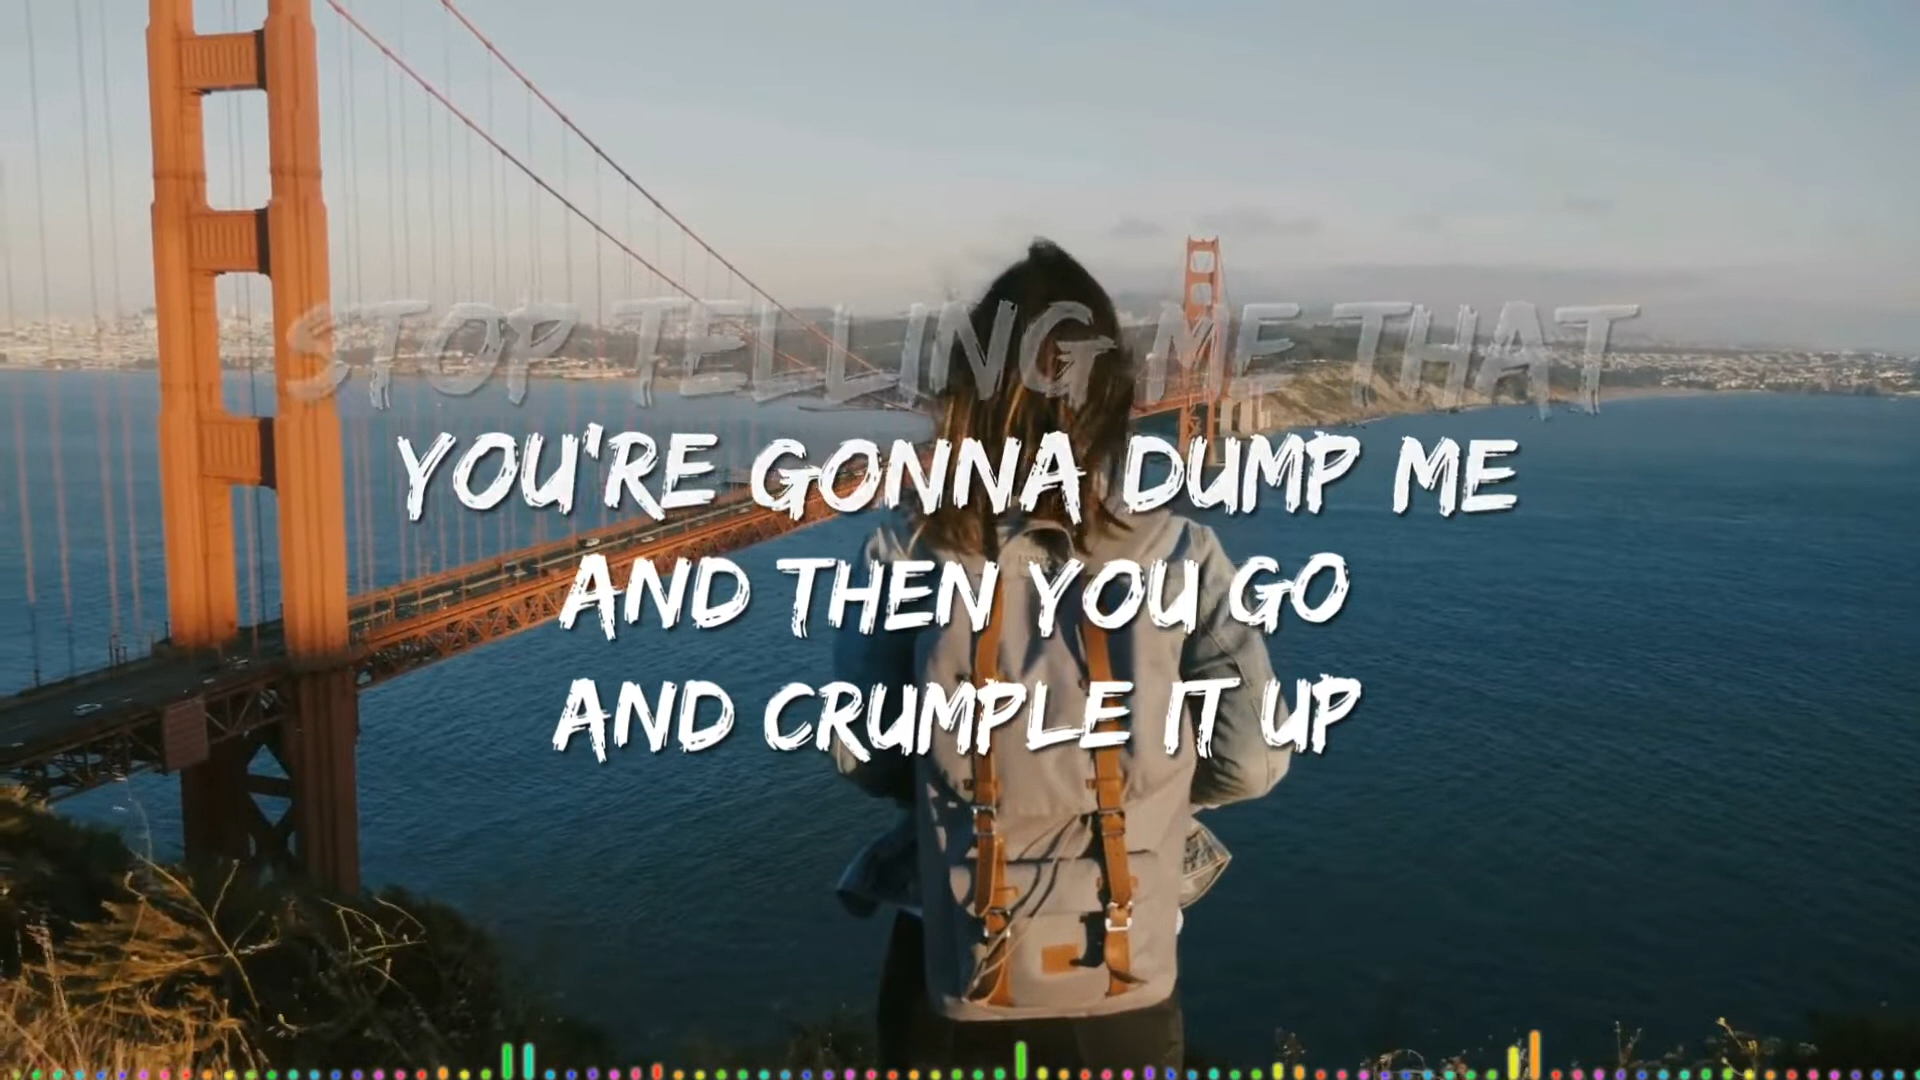 STOP TELLING ME THAT
YOU'RE GONNA DUMP ME
AND THEN YOU GO
AND CRUMPLE IT UP